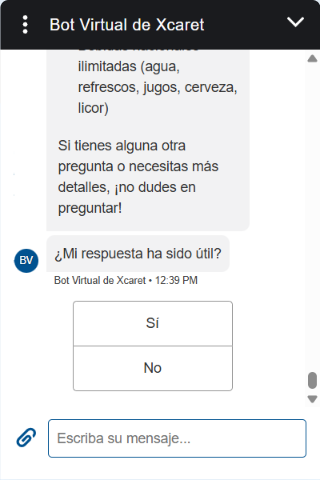 Bot Virtual de Xcaret
ilimitadas (agua,
refrescos, jugos, cerveza,
licor)
Si tienes alguna otra
pregunta o necesitas más
detalles, ¡no dudes en
preguntar!
¿Mi respuesta ha sido útil?
BV
Bot Virtual de Xcaret • 12:39 PM
Sí
No
Escriba su mensaje...